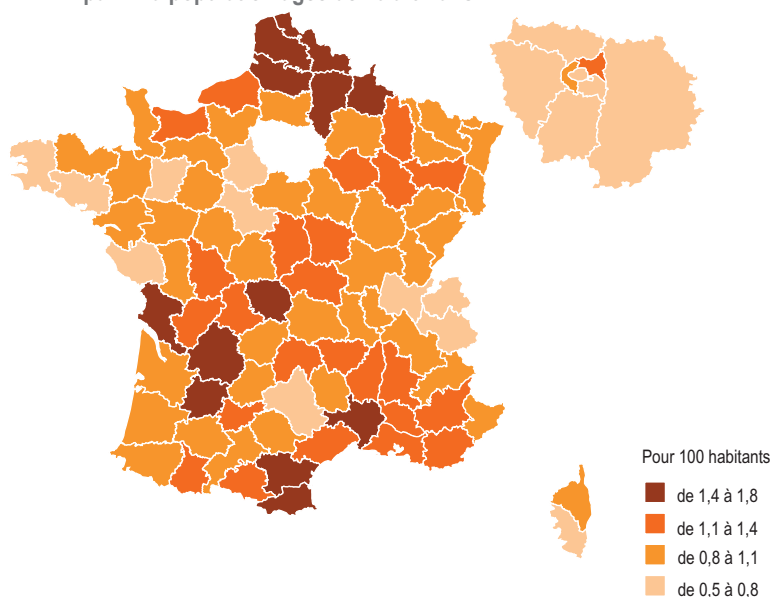 Pour 100 habitants
de 1,4 à 1,8
de 1,1 à 1,4
de 0,8 à 1,1
de 0,5 à 0,8